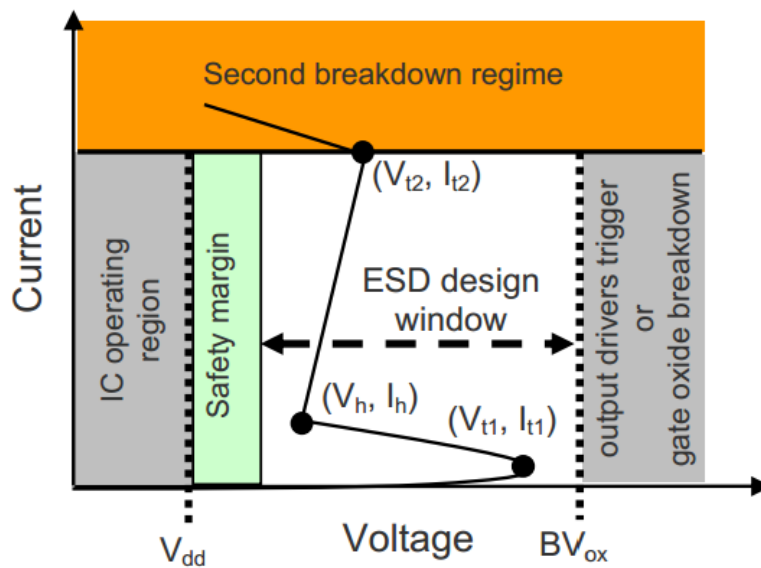 Second breakdown regime
(Vt2, It2)
Current
IC operating
region
Safety margin
ESD design
window
(Vh, Ih)
(Vt1, It1)
output drivers trigger
or
gate oxide breakdown
Vdd
Voltage
BVox